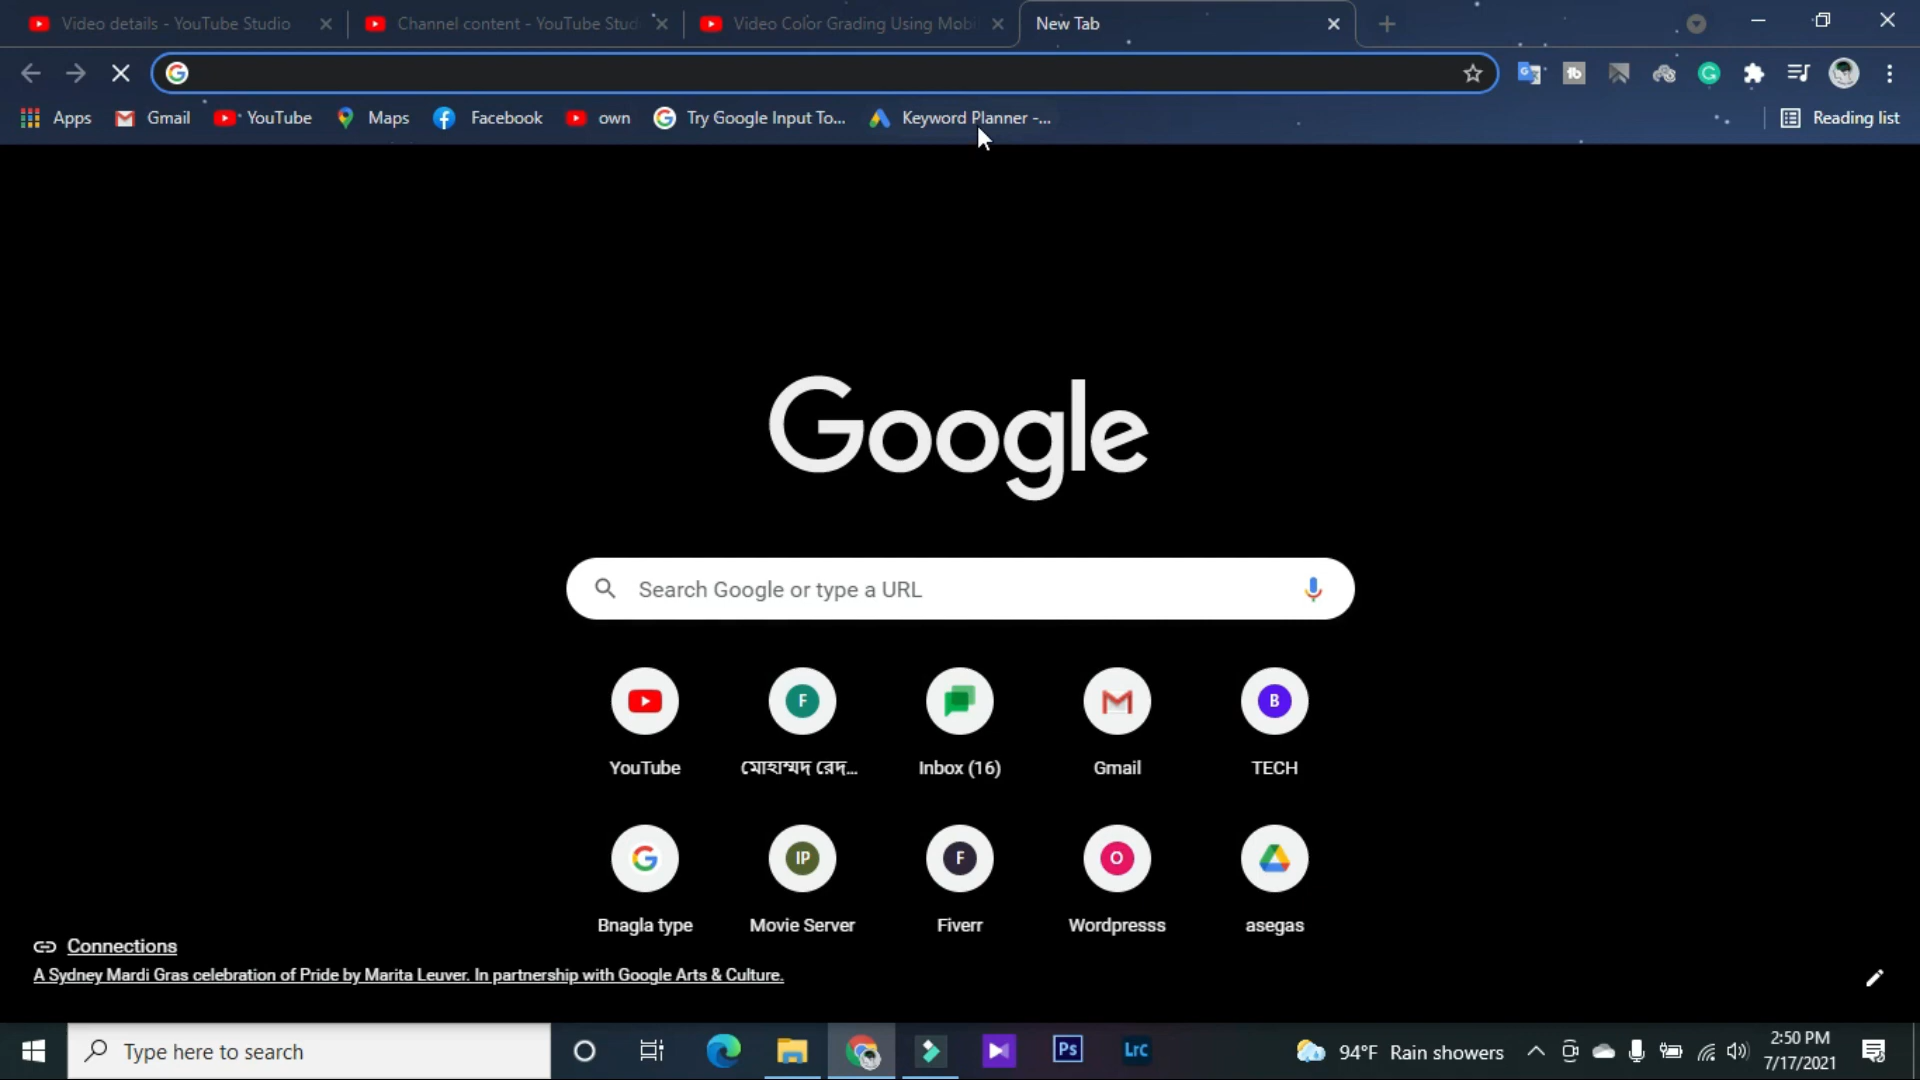 Video details - YouTube Studio
Channel content - YouTube Stud
Video Color Grading Using Mobi
New Tab
Apps
Gmail
YouTube
Maps
Facebook
own
Try Google Input To...
Keyword Planner -...
Reading list
Google
Search Google or type a URL
F
B
YouTube
মোহাম্মদ রেদ...
Inbox (16)
Gmail
TECH
IP
F
O
Bnagla type
Movie Server
Fiverr
Wordpresss
asegas
Connections
A Sydney Mardi Gras celebration of Pride by Marita Leuver. In partnership with Google Arts & Culture.
Type here to search
Ps
LrC
94°F Rain showers
2:50 PM
7/17/2021